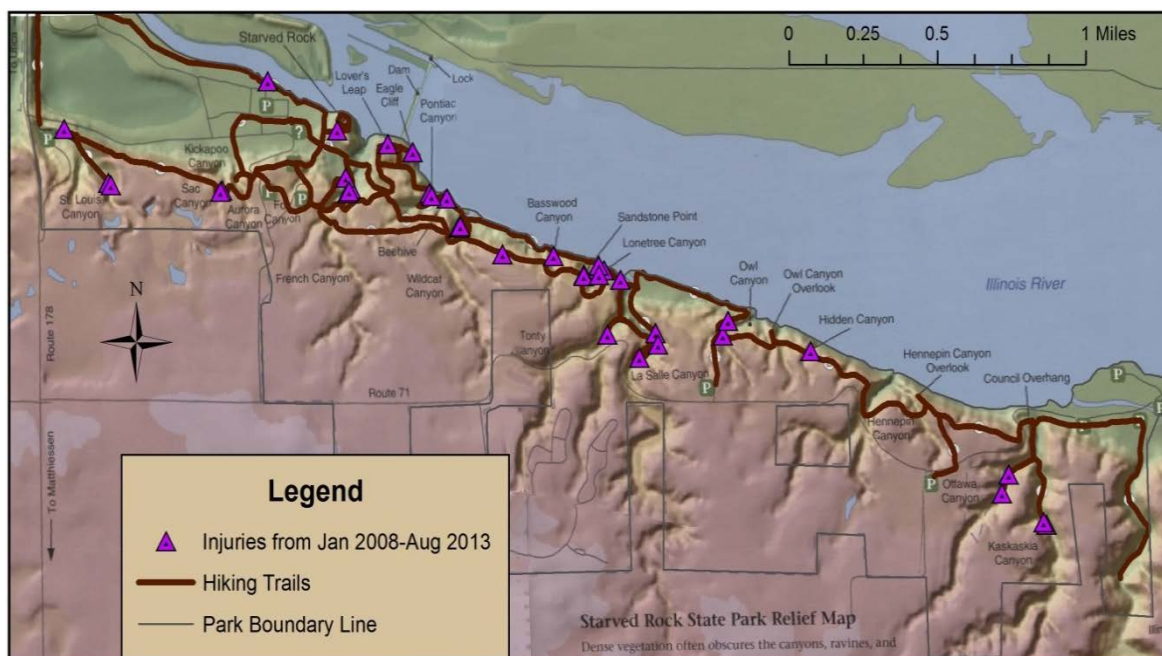 To Utica
Starved Rock
Lover's
Leap
Eagle
Cliff
Dam
Lock
Pontiac
Canyon
0 0.25 0.5 1 Miles
P
P
?
Kickapoo
Canyon
St Louis
Canyon
Sac
Canyon
Aurora
Canyon
Fox
Canyon
P
P
Basswood
Canyon
Sandstone Point
Lonetree Canyon
Owl
Canyon
Owl Canyon
Overlook
Illinois River
Beehive
French Canyon
Wildcat
Canyon
N
Hidden Canyon
Tonty
Canyon
La Salle Canyon
P
Hennepin Canyon
Overlook
Council Overhang
P
P
P
Route 178
Route 71
Hennepin
Canyon
P
Ottawa
Canyon
Kaskaskia
Canyon
To Matthiessen
Legend
Injuries from Jan 2008-Aug 2013
Hiking Trails
Park Boundary Line
Starved Rock State Park Relief Map
Dense vegetation often obscures the canyons, ravines, and